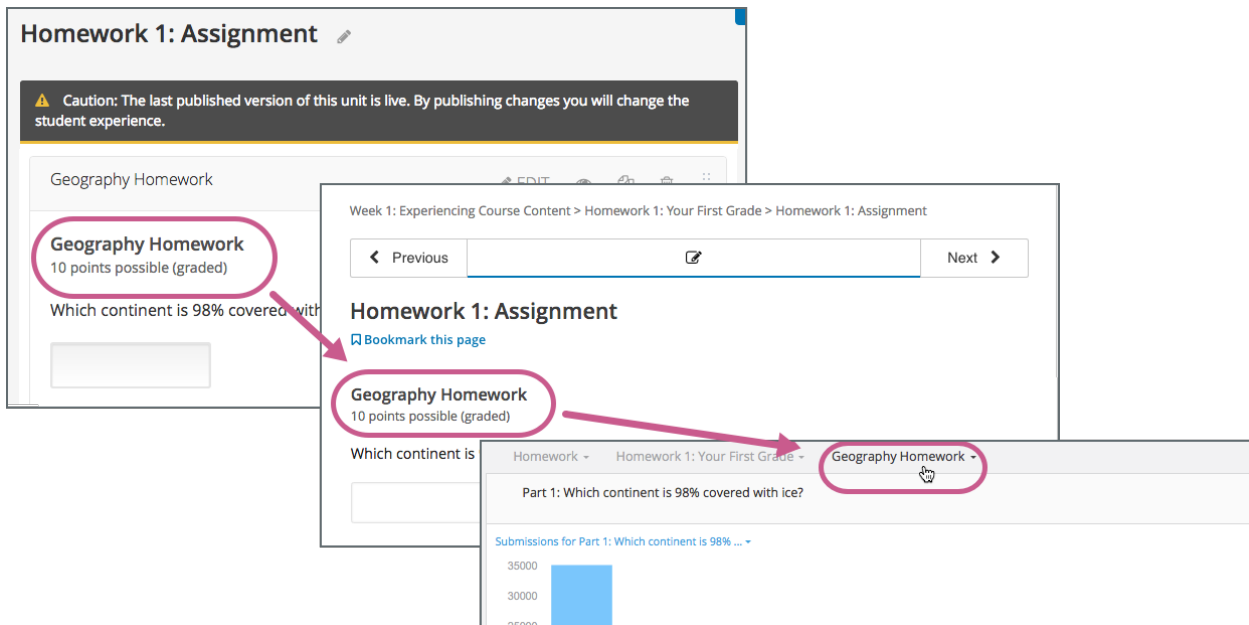 Homework 1: Assignment
Caution: The last published version of this unit is live. By publishing changes you will change the
student experience.
Geography Homework
EDIT
Geography Homework
10 points possible (graded)
Which continent is 98% covered with
Week 1: Experiencing Course Content > Homework 1: Your First Grade > Homework 1: Assignment
Previous
Next
Homework 1: Assignment
Bookmark this page
Geography Homework
10 points possible (graded)
Which continent is
Homework
Homework 1: Your First Grade
Geography Homework
Part 1: Which continent is 98% covered with ice?
Submissions for Part 1: Which continent is 98% ...
35000
30000
25000